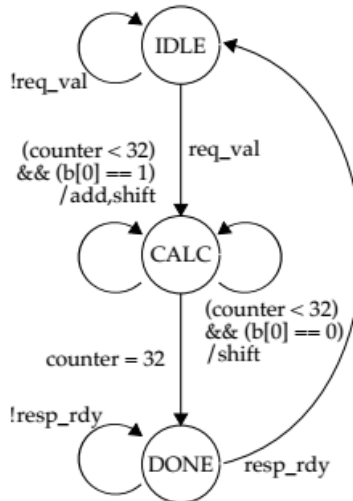 IDLE
!req_val
req_val
(counter < 32)
&& (b[0] == 1)
/add,shift
CALC
(counter < 32)
&& (b[0] == 0)
/shift
counter = 32
!resp_rdy
DONE
resp_rdy